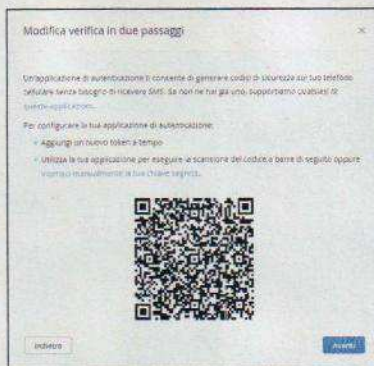 Modifica verifica in due passaggi
×
Un'applicazione di autenticazione ti consente di generare codici di sicurezza sul tuo telefono
cellulare senza bisogno di ricevere SMS. Se non ne hai già uno, supportiamo qualsiasi di
queste applicazioni.
Per configurare la tua applicazione di autenticazione:
Aggiungi un nuovo token a tempo
Utilizza la tua applicazione per eseguire la scansione del codice a barre di seguito oppure
inserisci manualmente la tua chiave segreta.
Indietro
Avanti